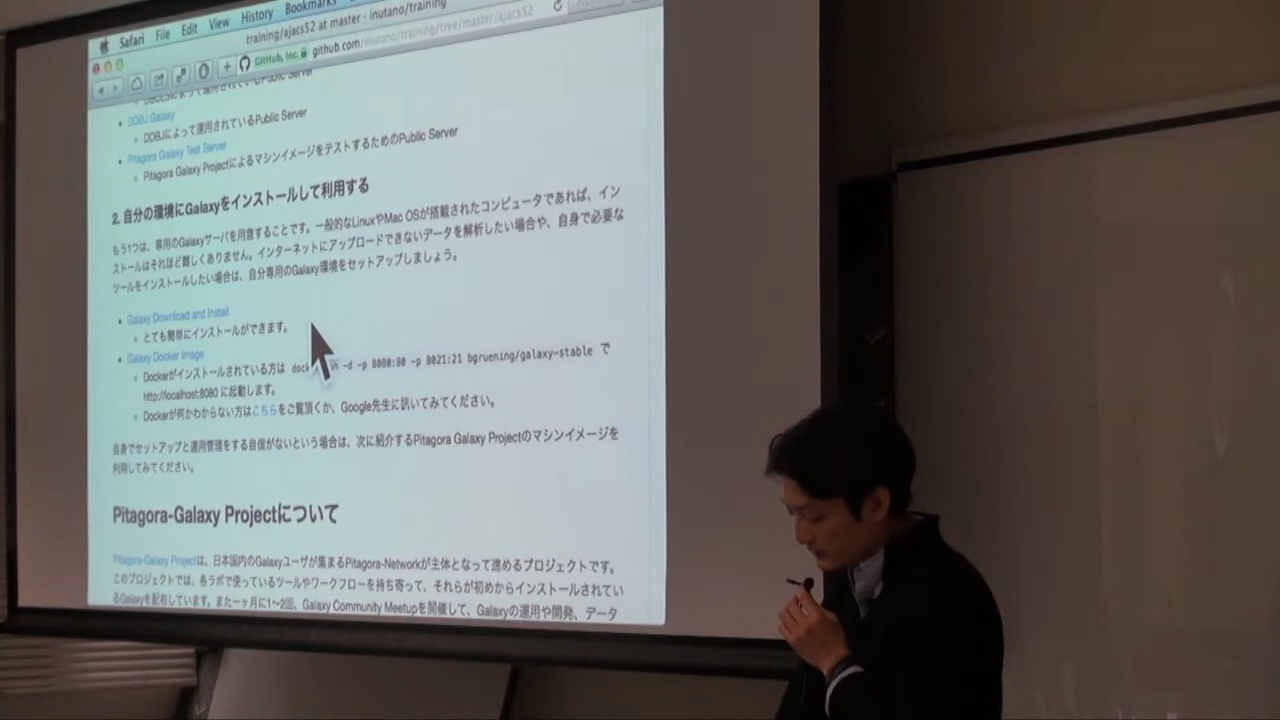 Safari File Edit View History Bookmarks
training/ajacs52 at master · inutano/training
GitHub, Inc. github.com/inutano/training/tree/master/ajacs52
DDBJ Galaxy
DDBJによって運用されているPublic Server
Pitagora Galaxy Test Server
Pitagora Galaxy ProjectによるマシンイメージをテストするためのPublic Server
2. 自分の環境にGalaxyをインストールして利用する
もう1つは、専用のGalaxyサーバを用意することです。一般的なLinuxやMac OSが搭載されたコンピュータであれば、イン
ストールはそれほど難しくありません。インターネットにアップロードできないデータを解析したい場合や、自身で必要な
ツールをインストールしたい場合は、自分専用のGalaxy環境をセットアップしましょう。
Galaxy Download and Install
とても簡単にインストールができます。
Galaxy Docker Image
Dockerがインストールされている方は -d -p 8080:80 -p 8021:21 bgruening/galaxy-stable で
http://localhost:8080 に起動します。
Dockerが何かわからない方はこちらをご覧頂くか、Google先生に訊いてみてください。
自身でセットアップと運用管理をする自信がないという場合は、次に紹介するPitagora Galaxy Projectのマシンイメージを
利用してみてください。
Pitagora-Galaxy Projectについて
Pitagora-Galaxy Projectは、日本国内のGalaxyユーザが集まるPitagora-Networkが主体となって進めるプロジェクトです。
このプロジェクトでは、各ラボで使っているツールやワークフローを持ち寄って、それらが初めからインストールされてい
るGalaxyを配布しています。また一ヶ月に1〜2回、Galaxy Community Meetupを開催して、Galaxyの運用や開発、データ